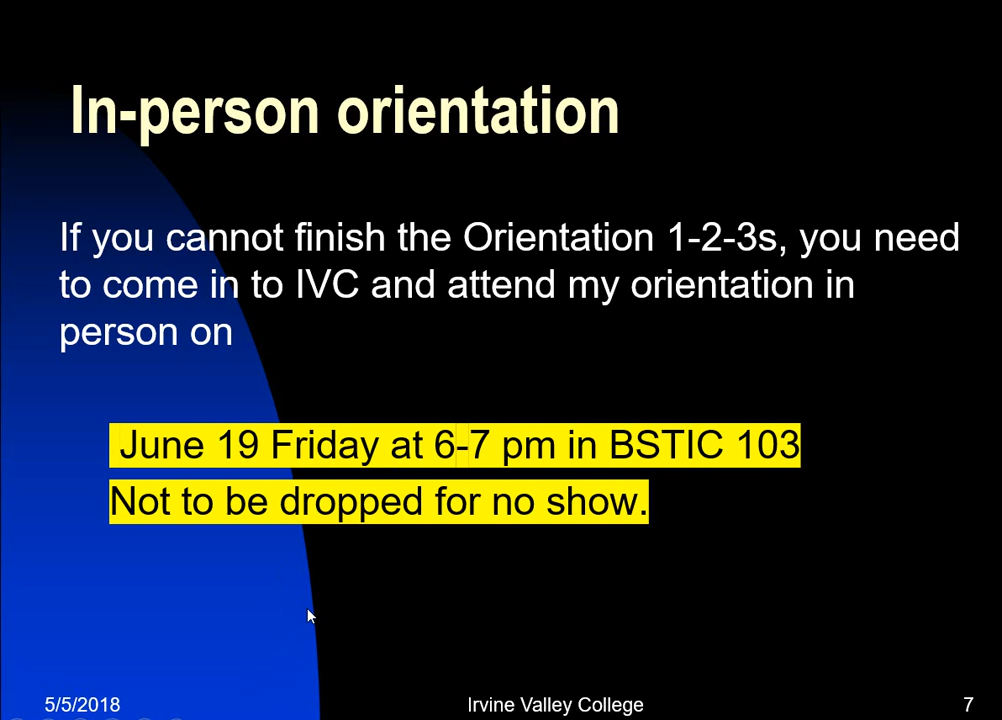 In-person orientation
If you cannot finish the Orientation 1-2-3s, you need
to come in to IVC and attend my orientation in
person on
June 19 Friday at 6-7 pm in BSTIC 103
Not to be dropped for no show.
5/5/2018
Irvine Valley College
7